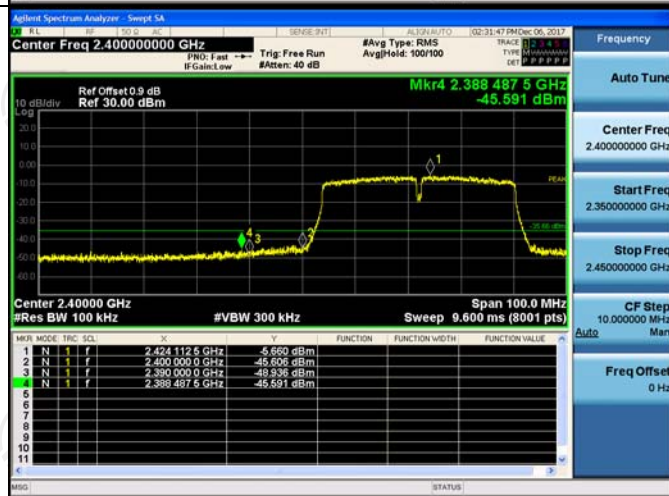 Agilent Spectrum Analyzer - Swept SA
RL RF 50 Ω AC SENSE:INT ALIGN AUTO 02:31:47 PM Dec 06, 2017
Center Freq 2.400000000 GHz
PNO: Fast
IFGain:Low
Trig: Free Run
#Atten: 40 dB
#Avg Type: RMS
Avg|Hold: 100/100
TRACE 1 2 3 4 5 6
TYPE M
DET P P P P P P
Ref Offset 0.9 dB
Ref 30.00 dBm
10 dB/div
Log
Mkr4 2.388 487 5 GHz
-45.591 dBm
20.0
10.0
0.00
-10.0
-20.0
-30.0
-40.0
-50.0
-60.0
1
2
3
4
PEAK
-35.66 dBm
Center 2.40000 GHz
#Res BW 100 kHz
#VBW 300 kHz
Span 100.0 MHz
Sweep 9.600 ms (8001 pts)
MKR MODE TRC SCL X Y FUNCTION FUNCTION WIDTH FUNCTION VALUE
1 N 1 f 2.424 112 5 GHz -5.660 dBm
2 N 1 f 2.400 000 0 GHz -45.606 dBm
3 N 1 f 2.390 000 0 GHz -48.936 dBm
4 N 1 f 2.388 487 5 GHz -45.591 dBm
5
6
7
8
9
10
11
MSG
STATUS
Frequency
Auto Tune
Center Freq
2.400000000 GHz
Start Freq
2.350000000 GHz
Stop Freq
2.450000000 GHz
CF Step
10.000000 MHz
Auto Man
Freq Offset
0 Hz